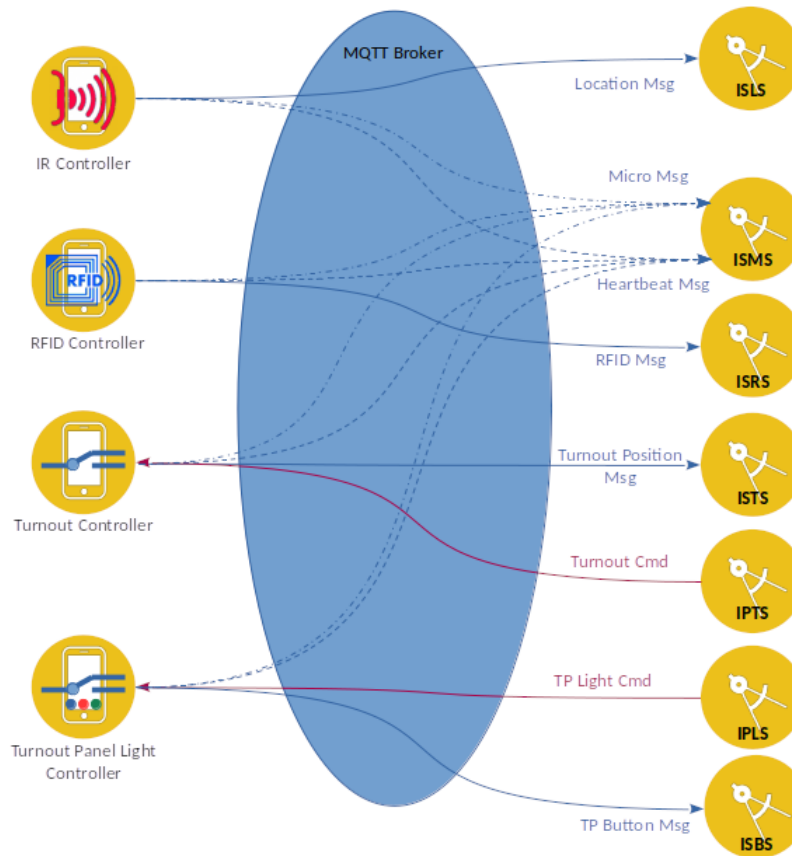 MQTT Broker
Location Msg
ISLS
IR Controller
Micro Msg
ISMS
Heartbeat Msg
RFID
RFID Controller
RFID Msg
ISRS
Turnout Position
Msg
ISTS
Turnout Controller
Turnout Cmd
IPTS
TP Light Cmd
IPLS
Turnout Panel Light
Controller
TP Button Msg
ISBS